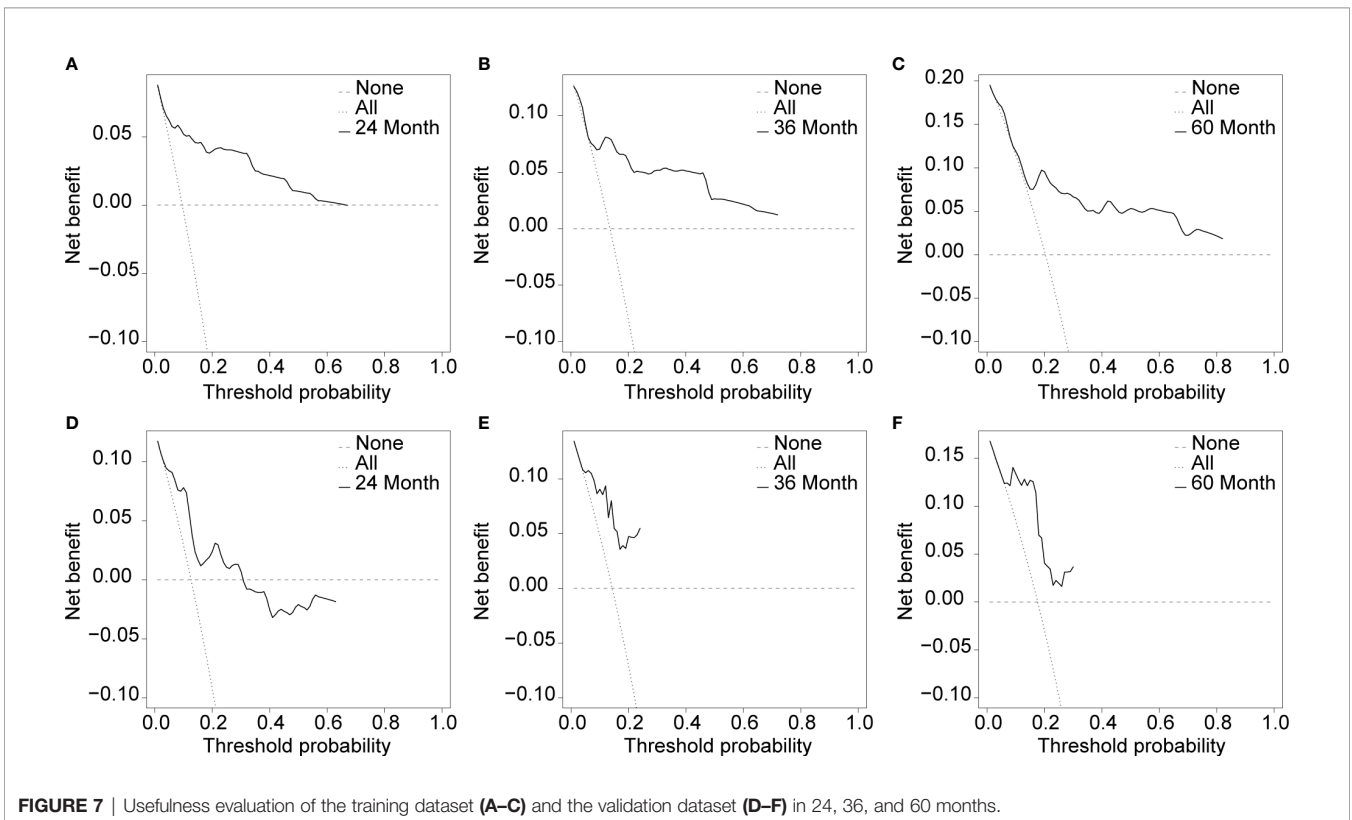 A
None
All
24 Month
Net benefit
0.05
0.00
−0.05
−0.10
0.0 0.2 0.4 0.6 0.8 1.0
Threshold probability
B
None
All
36 Month
Net benefit
0.10
0.05
0.00
−0.05
−0.10
0.0 0.2 0.4 0.6 0.8 1.0
Threshold probability
C
None
All
60 Month
Net benefit
0.20
0.15
0.10
0.05
0.00
−0.05
−0.10
0.0 0.2 0.4 0.6 0.8 1.0
Threshold probability
D
None
All
24 Month
Net benefit
0.10
0.05
0.00
−0.05
−0.10
0.0 0.2 0.4 0.6 0.8 1.0
Threshold probability
E
None
All
36 Month
Net benefit
0.10
0.05
0.00
−0.05
−0.10
0.0 0.2 0.4 0.6 0.8 1.0
Threshold probability
F
None
All
60 Month
Net benefit
0.15
0.10
0.05
0.00
−0.05
−0.10
0.0 0.2 0.4 0.6 0.8 1.0
Threshold probability
FIGURE 7 | Usefulness evaluation of the training dataset (A–C) and the validation dataset (D–F) in 24, 36, and 60 months.